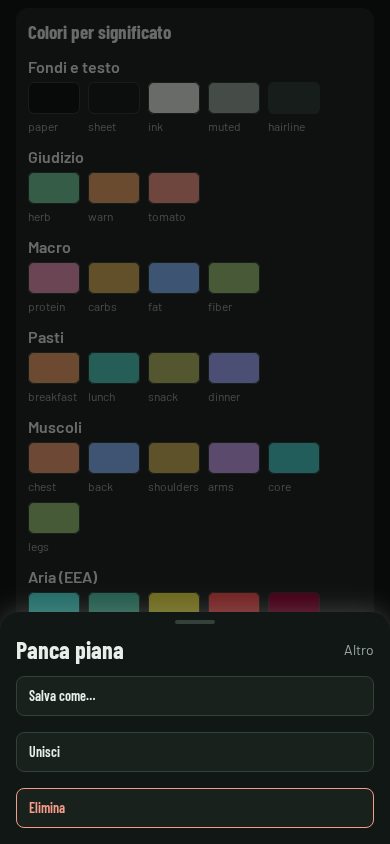 Colori per significato
Fondi e testo
paper sheet ink muted hairline
Giudizio
herb warn tomato
Macro
protein carbs fat fiber
Pasti
breakfast lunch snack dinner
Muscoli
chest back shoulders arms core
legs
Aria (EEA)
Panca piana Altro
Salva come...
Unisci
Elimina